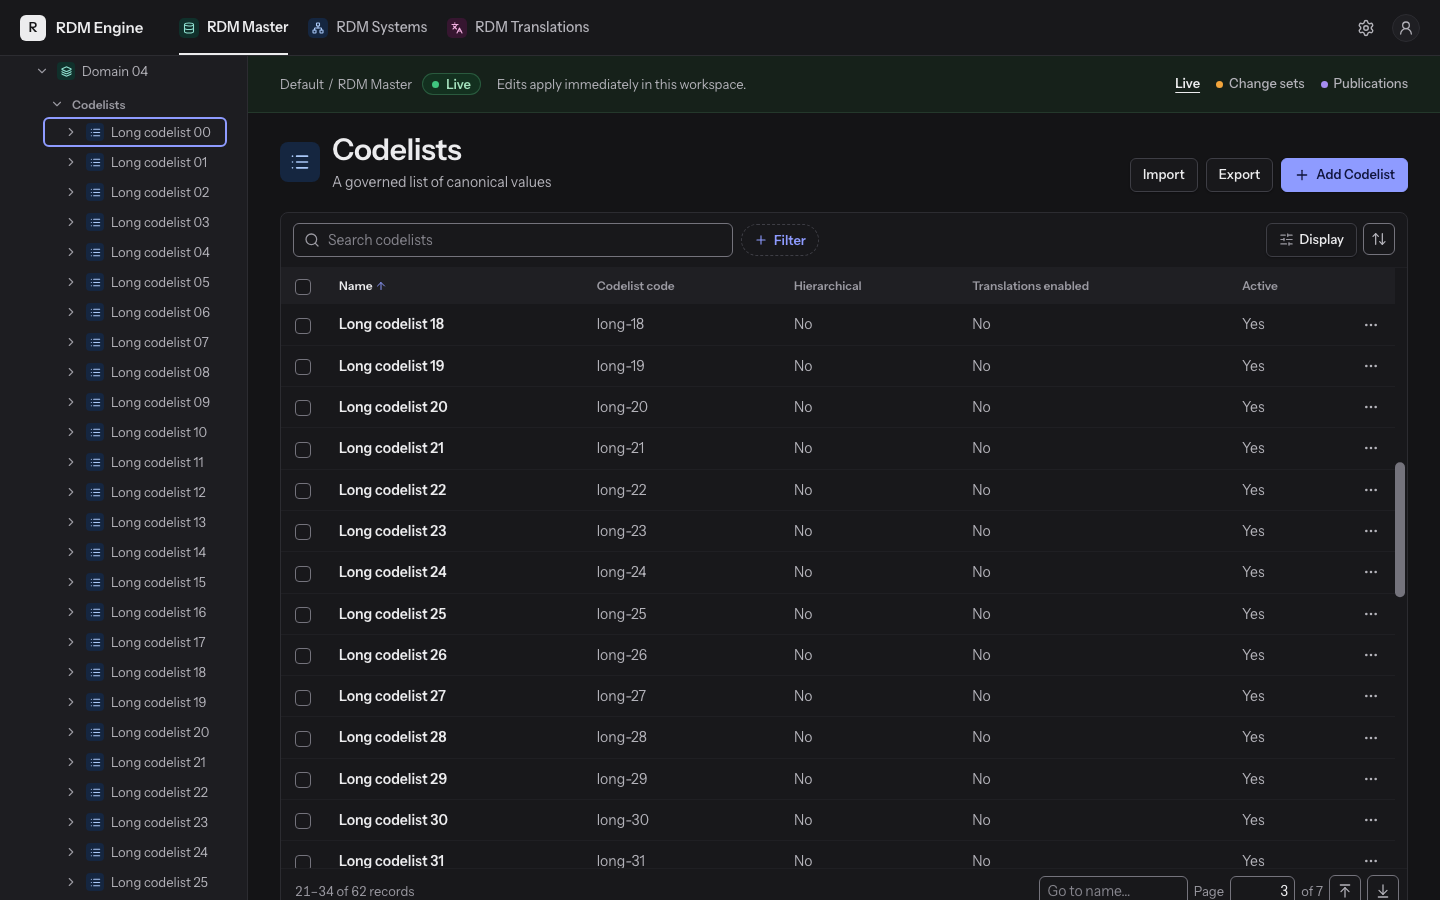 R RDM Engine RDM Master RDM Systems RDM Translations
Domain 04
Codelists
Long codelist 00
Long codelist 01
Long codelist 02
Long codelist 03
Long codelist 04
Long codelist 05
Long codelist 06
Long codelist 07
Long codelist 08
Long codelist 09
Long codelist 10
Long codelist 11
Long codelist 12
Long codelist 13
Long codelist 14
Long codelist 15
Long codelist 16
Long codelist 17
Long codelist 18
Long codelist 19
Long codelist 20
Long codelist 21
Long codelist 22
Long codelist 23
Long codelist 24
Long codelist 25
Default / RDM Master Live Edits apply immediately in this workspace. Live Change sets Publications
Codelists
A governed list of canonical values
Import Export + Add Codelist
Search codelists + Filter Display
Name ↑ Codelist code Hierarchical Translations enabled Active
Long codelist 18 long-18 No No Yes ···
Long codelist 19 long-19 No No Yes ···
Long codelist 20 long-20 No No Yes ···
Long codelist 21 long-21 No No Yes ···
Long codelist 22 long-22 No No Yes ···
Long codelist 23 long-23 No No Yes ···
Long codelist 24 long-24 No No Yes ···
Long codelist 25 long-25 No No Yes ···
Long codelist 26 long-26 No No Yes ···
Long codelist 27 long-27 No No Yes ···
Long codelist 28 long-28 No No Yes ···
Long codelist 29 long-29 No No Yes ···
Long codelist 30 long-30 No No Yes ···
Long codelist 31 long-31 No No Yes ···
21–34 of 62 records Go to name... Page 3 of 7